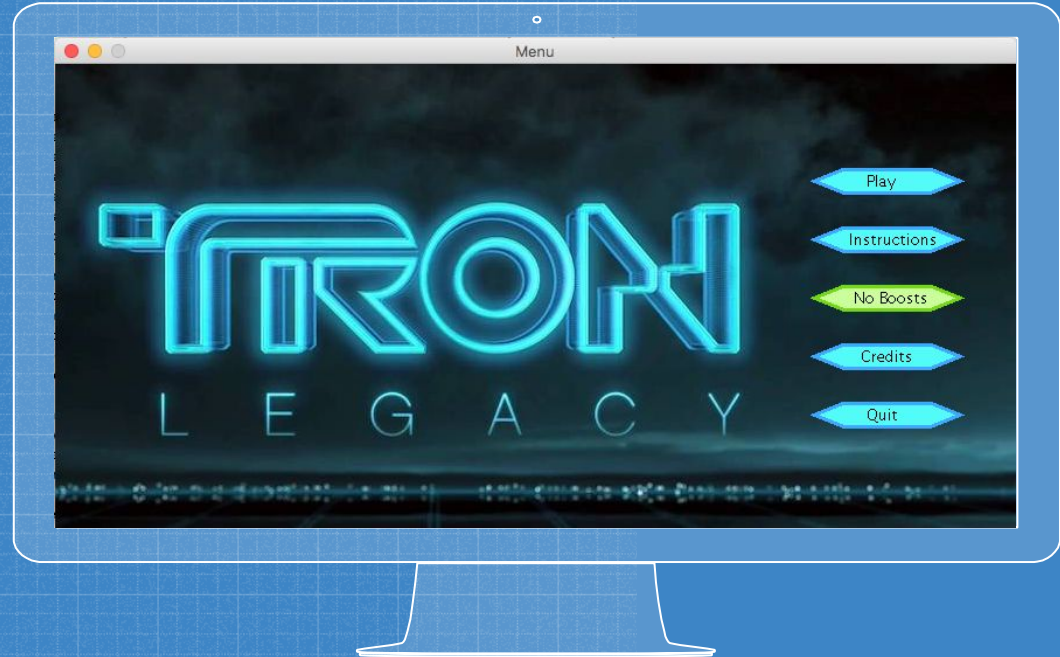 Menu
TRON
LEGACY
Play
Instructions
No Boosts
Credits
Quit